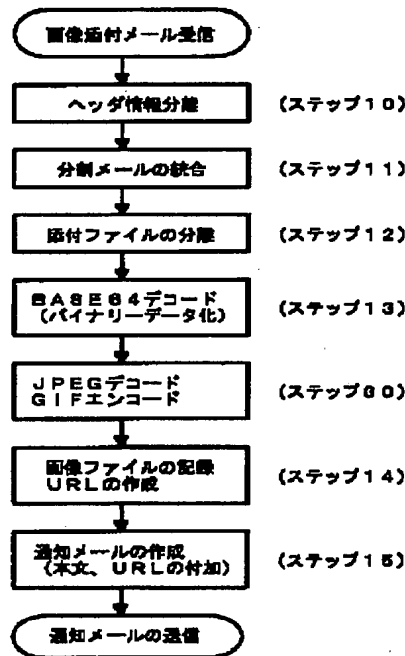 画像添付メール受信
ヘッダ情報分離 (ステップ10)
分割メールの統合 (ステップ11)
添付ファイルの分離 (ステップ12)
BASE64デコード
(バイナリーデータ化) (ステップ13)
JPEGデコード
GIFエンコード (ステップ60)
画像ファイルの記録
URLの作成 (ステップ14)
通知メールの作成
(本文、URLの付加) (ステップ15)
通知メールの送信